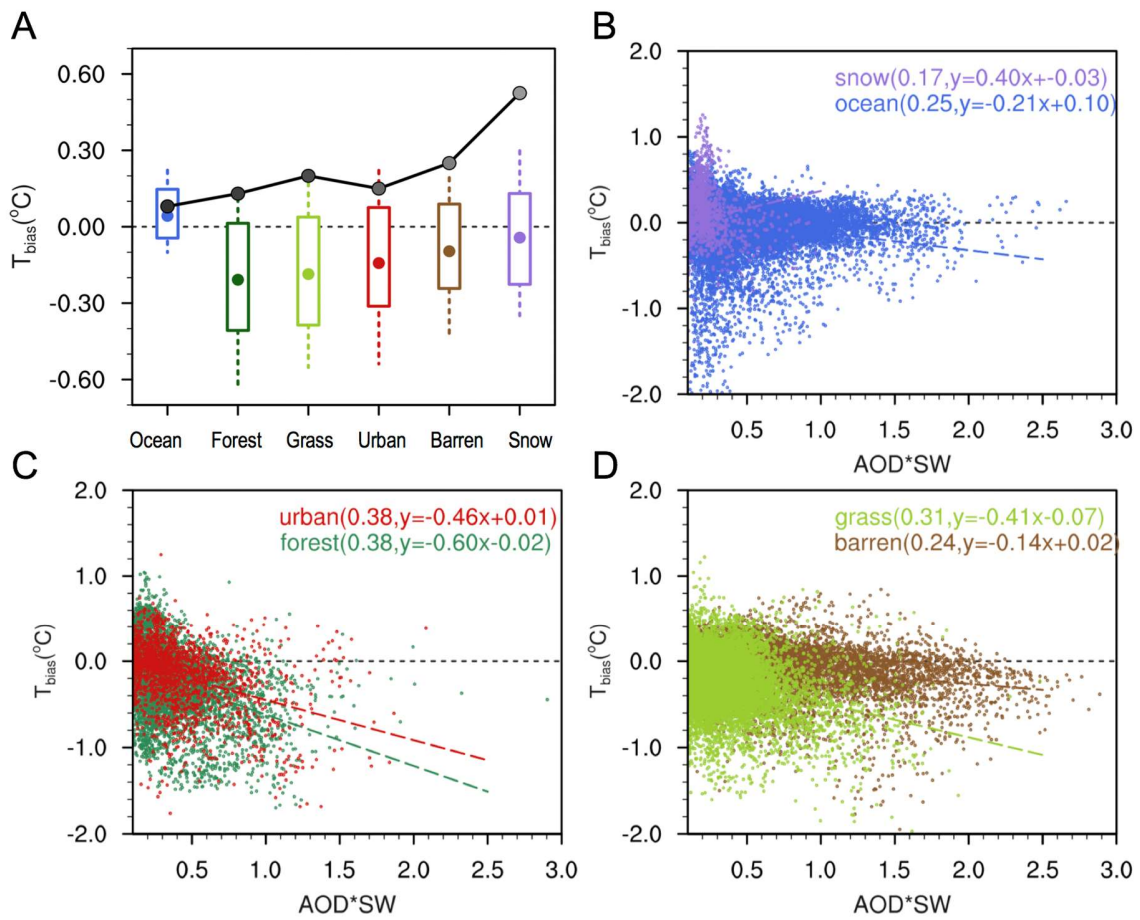 A
T_bias(°C)
0.60
0.30
0.00
-0.30
-0.60
Ocean Forest Grass Urban Barren Snow
B
T_bias(°C)
2.0
1.0
0.0
-1.0
-2.0
snow(0.17,y=0.40x+-0.03)
ocean(0.25,y=-0.21x+0.10)
0.5 1.0 1.5 2.0 2.5 3.0
AOD*SW
C
T_bias(°C)
2.0
1.0
0.0
-1.0
-2.0
urban(0.38,y=-0.46x+0.01)
forest(0.38,y=-0.60x-0.02)
0.5 1.0 1.5 2.0 2.5 3.0
AOD*SW
D
T_bias(°C)
2.0
1.0
0.0
-1.0
-2.0
grass(0.31,y=-0.41x-0.07)
barren(0.24,y=-0.14x+0.02)
0.5 1.0 1.5 2.0 2.5 3.0
AOD*SW